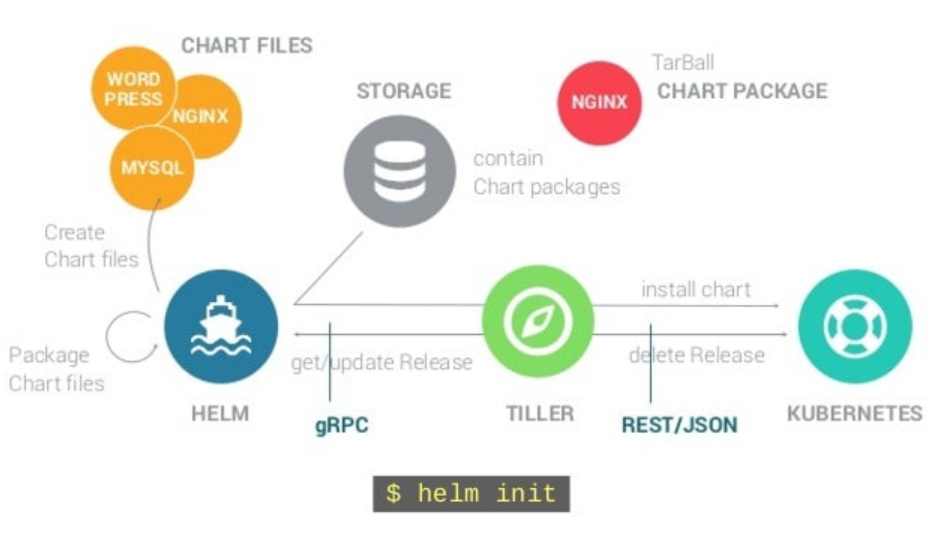 CHART FILES
WORD
PRESS
NGINX
MYSQL
STORAGE
NGINX
TarBall
CHART PACKAGE
contain
Chart packages
Create
Chart files
Package
Chart files
install chart
get/update Release
delete Release
HELM
gRPC
TILLER
REST/JSON
KUBERNETES
$ helm init